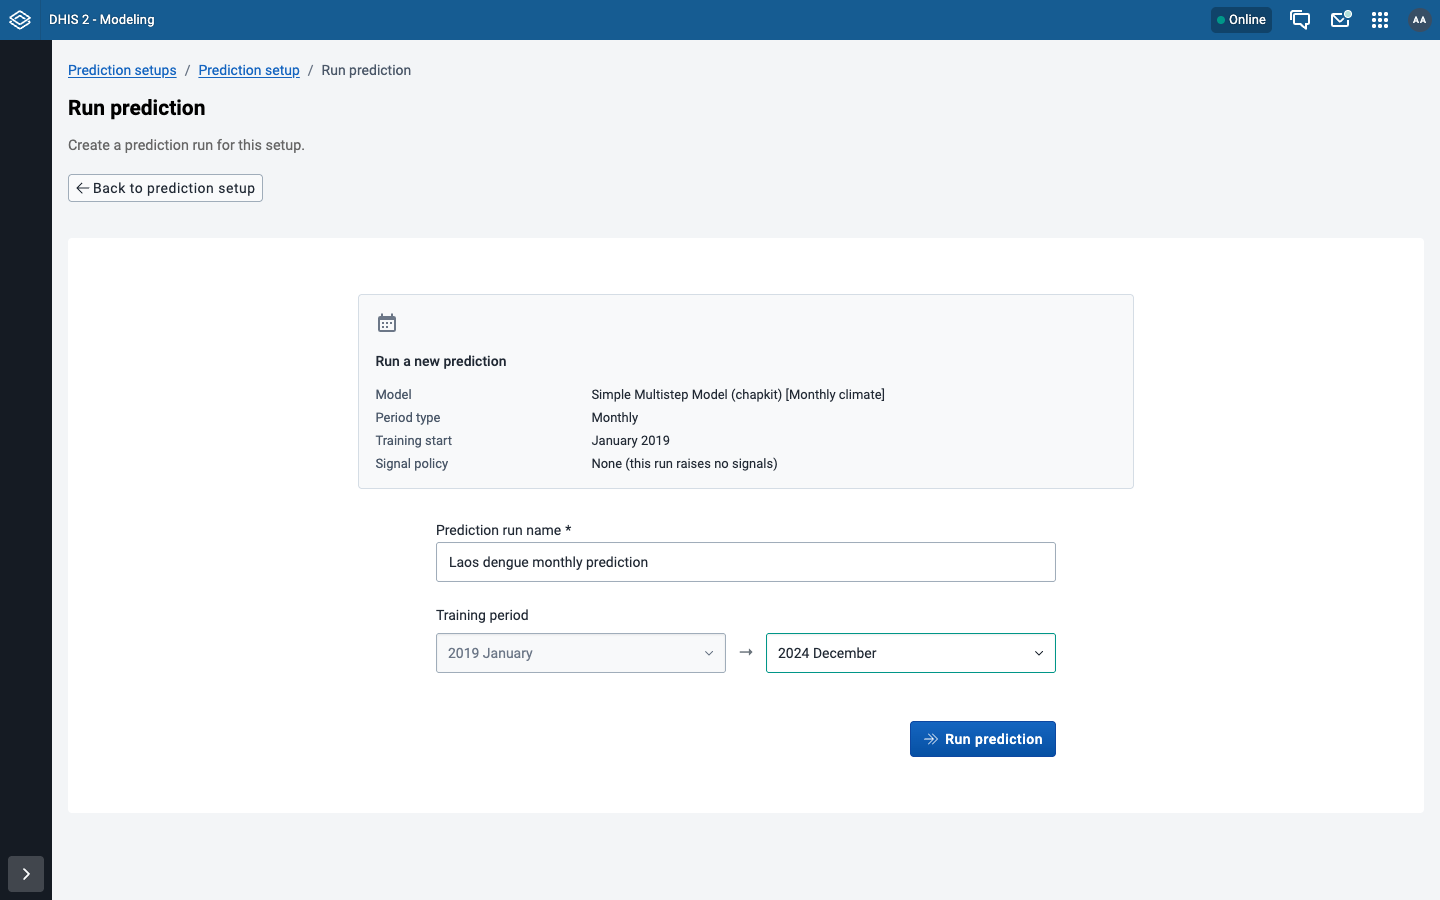 DHIS 2 - Modeling
Online
AA
Prediction setups / Prediction setup / Run prediction
Run prediction
Create a prediction run for this setup.
Back to prediction setup
Run a new prediction
Model Simple Multistep Model (chapkit) [Monthly climate]
Period type Monthly
Training start January 2019
Signal policy None (this run raises no signals)
Prediction run name *
Laos dengue monthly prediction
Training period
2019 January → 2024 December
Run prediction